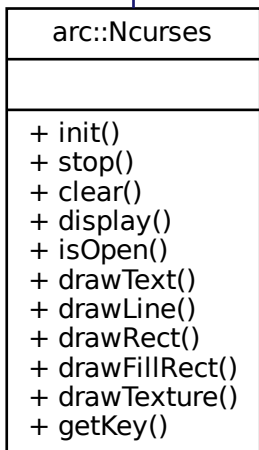 arc::Ncurses
+ init()
+ stop()
+ clear()
+ display()
+ isOpen()
+ drawText()
+ drawLine()
+ drawRect()
+ drawFillRect()
+ drawTexture()
+ getKey()